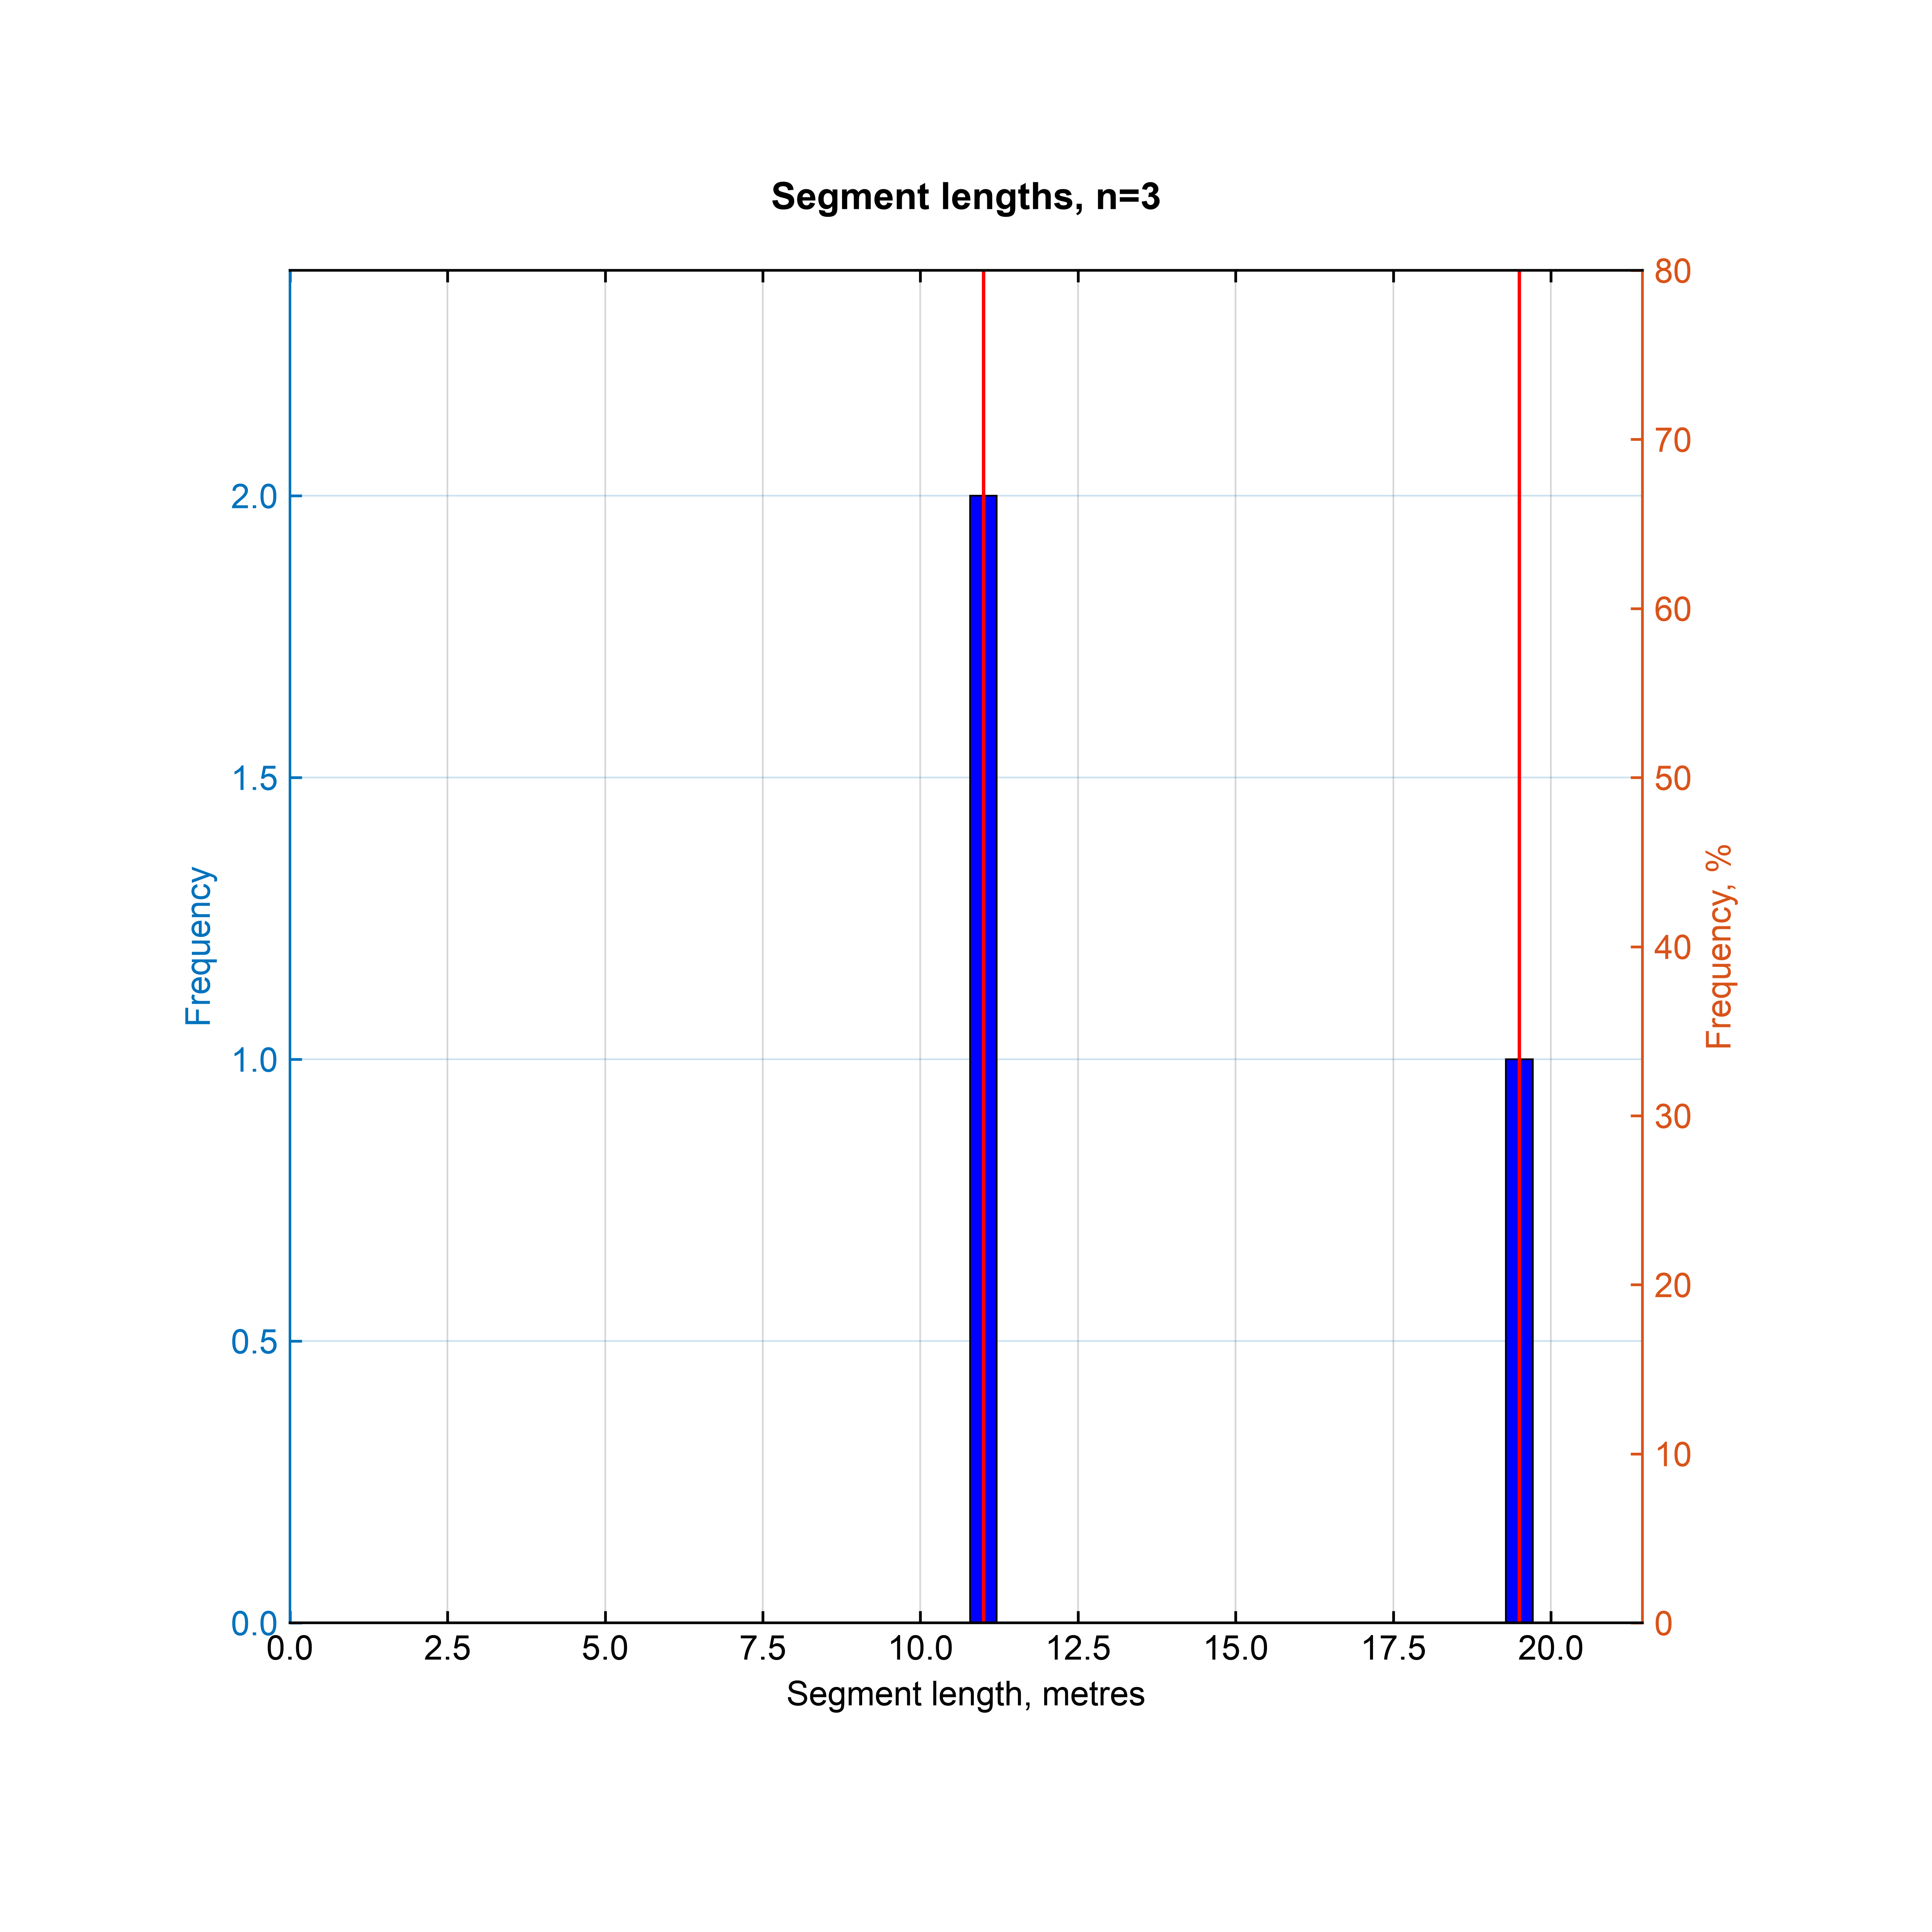 Segment lengths, n=3
80
70
2.0
60
1.5
50
Frequency
Frequency, %
40
1.0
30
20
0.5
10
0.0
0
0.0 2.5 5.0 7.5 10.0 12.5 15.0 17.5 20.0
Segment length, metres